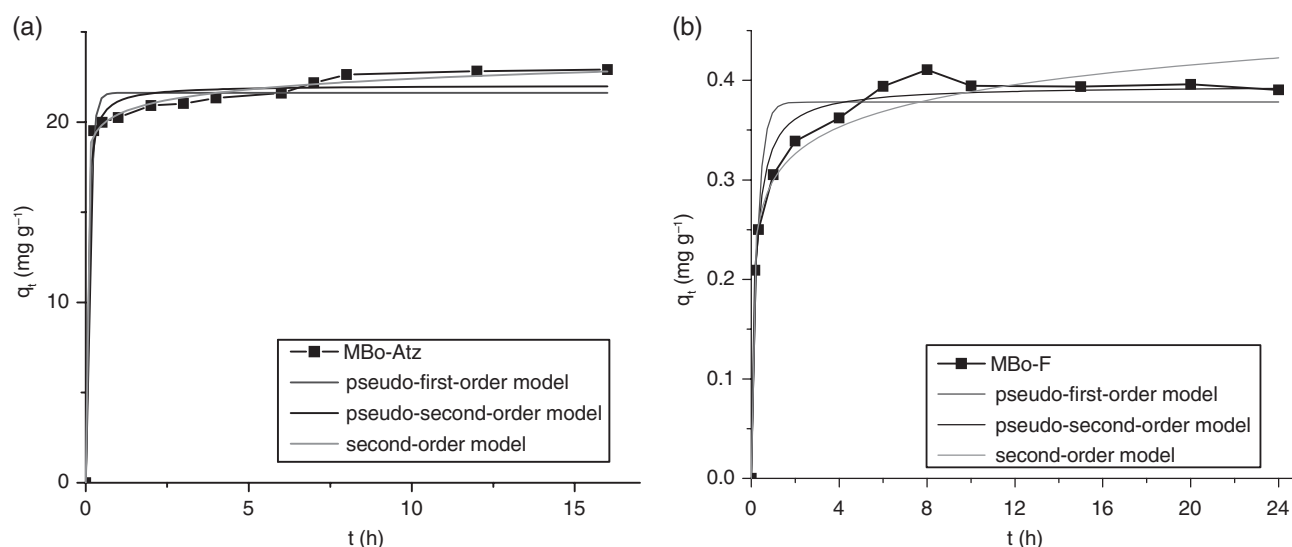 (a)
20
10
0
q_t (mg g⁻¹)
0
5
10
15
t (h)
MBo-Atz
pseudo-first-order model
pseudo-second-order model
second-order model
(b)
0.4
0.3
0.2
0.1
0.0
q_t (mg g⁻¹)
0
4
8
12
16
20
24
t (h)
MBo-F
pseudo-first-order model
pseudo-second-order model
second-order model